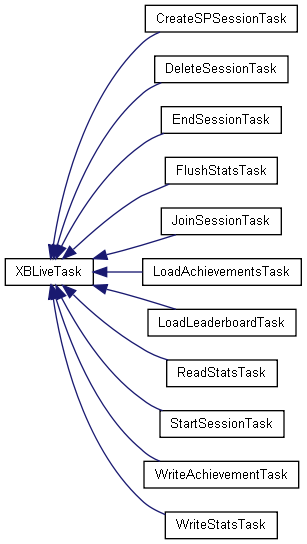 CreateSPSessionTask
DeleteSessionTask
EndSessionTask
FlushStatsTask
JoinSessionTask
XBLiveTask
LoadAchievementsTask
LoadLeaderboardTask
ReadStatsTask
StartSessionTask
WriteAchievementTask
WriteStatsTask